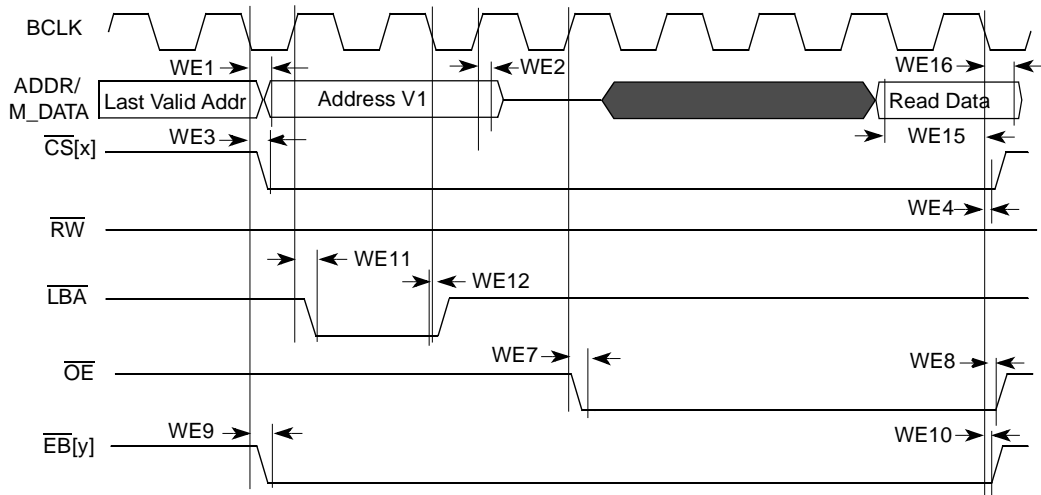 BCLK
WE1
WE2
WE16
ADDR/
M_DATA
Last Valid Addr
Address V1
Read Data
WE3
WE15
CS[x]
WE4
RW
WE11
WE12
LBA
WE7
WE8
OE
WE9
WE10
EB[y]